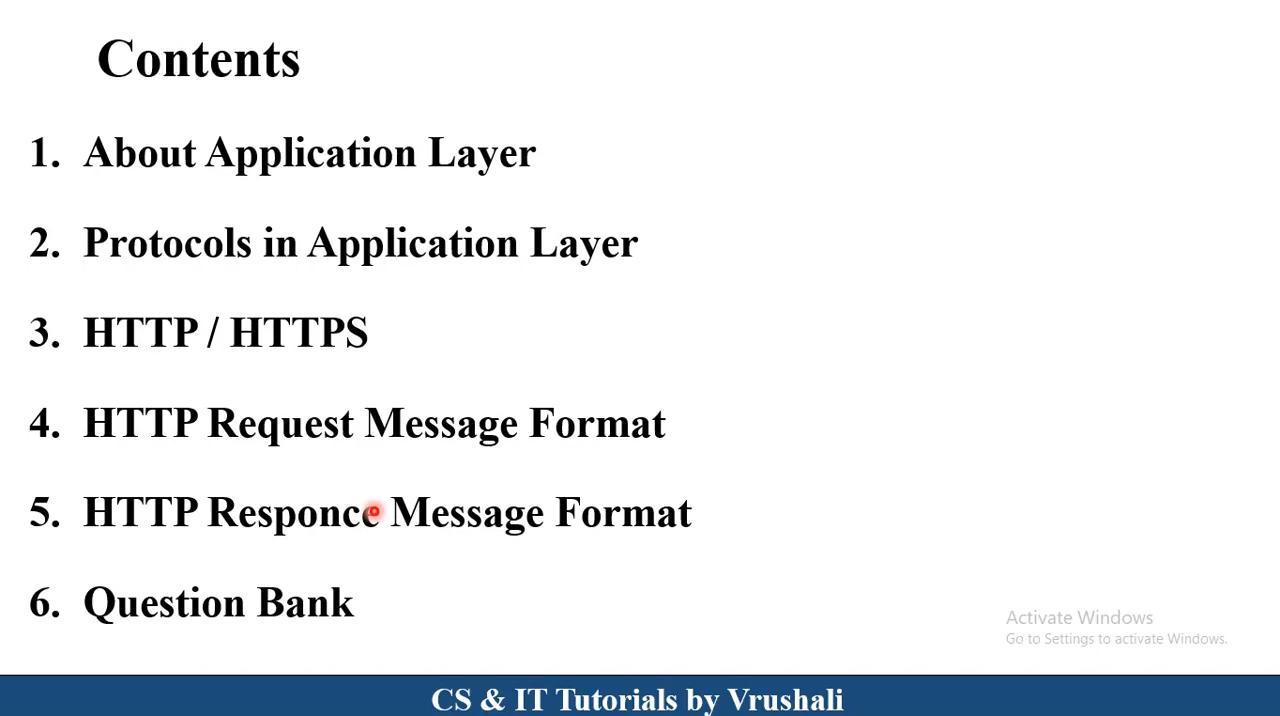 Contents
1. About Application Layer
2. Protocols in Application Layer
3. HTTP / HTTPS
4. HTTP Request Message Format
5. HTTP Responce Message Format
6. Question Bank
Activate Windows
Go to Settings to activate Windows.
CS & IT Tutorials by Vrushali